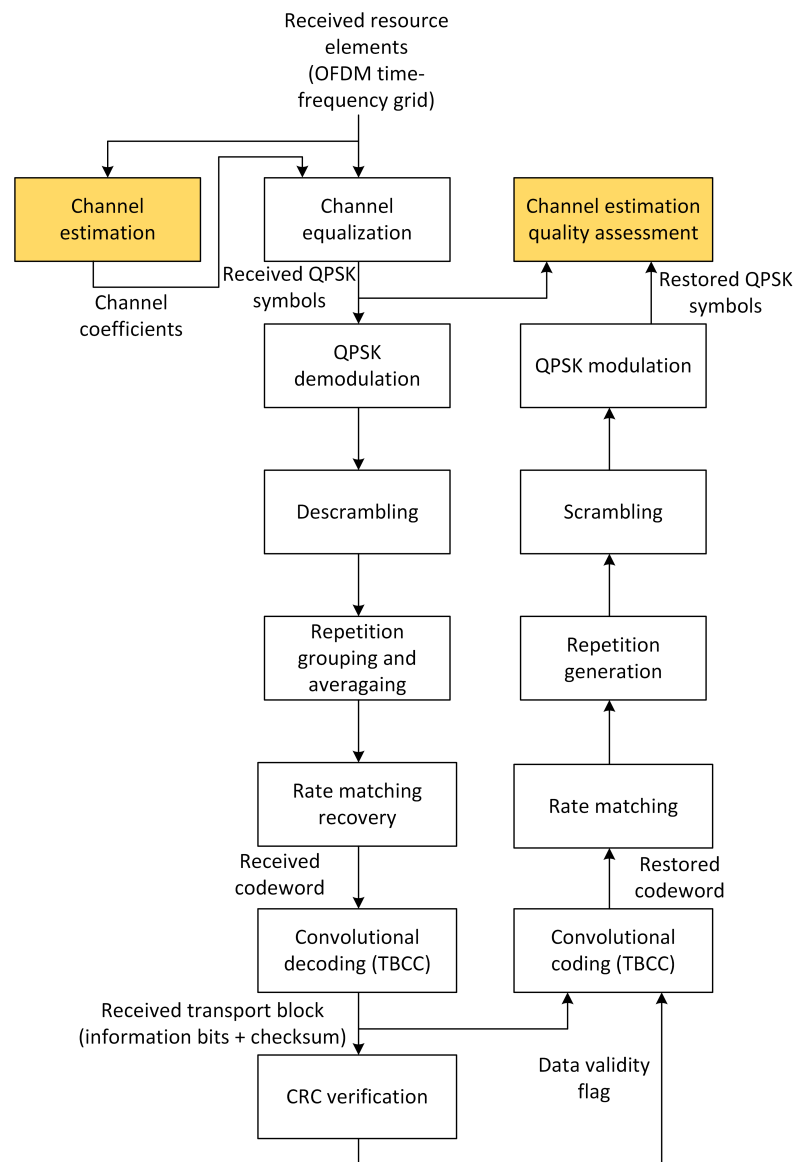 Received resource
elements
(OFDM time-
frequency grid)
Channel
estimation
Channel
equalization
Channel estimation
quality assessment
Channel
coefficients
Received QPSK
symbols
Restored QPSK
symbols
QPSK
demodulation
QPSK modulation
Descrambling
Scrambling
Repetition
grouping and
averagaing
Repetition
generation
Rate matching
recovery
Rate matching
Received
codeword
Restored
codeword
Convolutional
decoding (TBCC)
Convolutional
coding (TBCC)
Received transport block
(information bits + checksum)
CRC verification
Data validity
flag